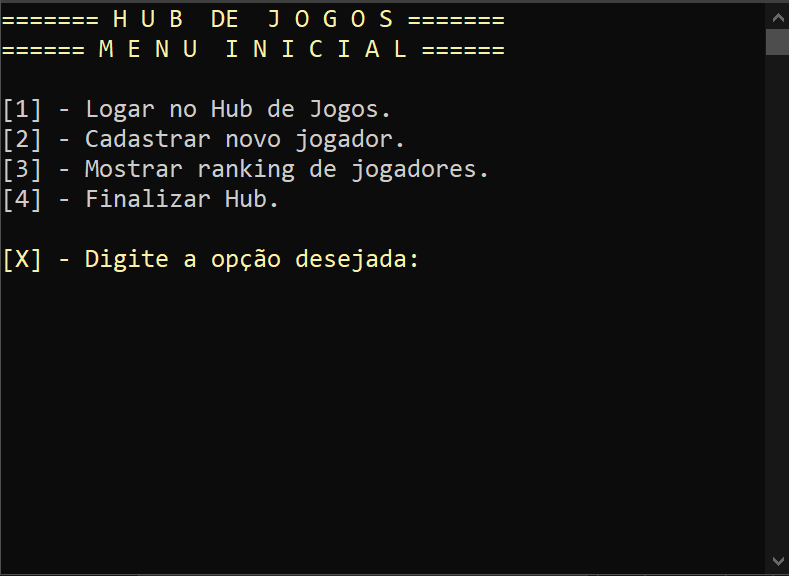 ======= H U B  DE  J O G O S =======
====== M E N U  I N I C I A L ======
[1] - Logar no Hub de Jogos.
[2] - Cadastrar novo jogador.
[3] - Mostrar ranking de jogadores.
[4] - Finalizar Hub.
[X] - Digite a opção desejada: